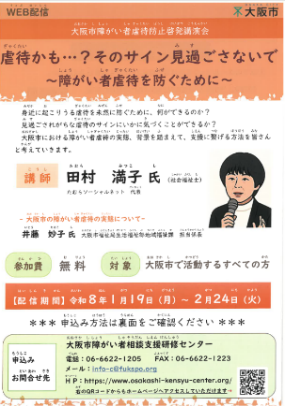 WEB配信
大阪市
大阪市障がい者虐待防止啓発講演会
虐待かも…？そのサイン見過ごさないで
～障がい者虐待を防ぐために～
身近に起こりうる虐待を未然に防ぐために、何ができるのか？
見過ごされがちな虐待のサインにいかに気づくことができるか？
大阪市における障がい者虐待の実態、背景を踏まえて、支援に繋げる方法を皆さん
と考えていきます。
講師
田村 満子 氏 （社会福祉士）
たむらソーシャルネット 代表
- 大阪市の障がい者虐待の実態について-
井藤 妙子 氏
参加費 無料 対象 大阪市で活動するすべての方
【配信期間】令和8年1月19日（月）～2月24日（火）
＊＊＊ 申込み方法は裏面をご確認ください ＊＊＊
申込み
お問合せ先
大阪市障がい者相談支援研修センター
電話：06-6622-1205 FAX：06-6622-1223
メール：info-c@fukspo.org
HP：https://www.osakashi-kensyu-center.org/
右のQRコードからもホームページへアクセスしていただけます→